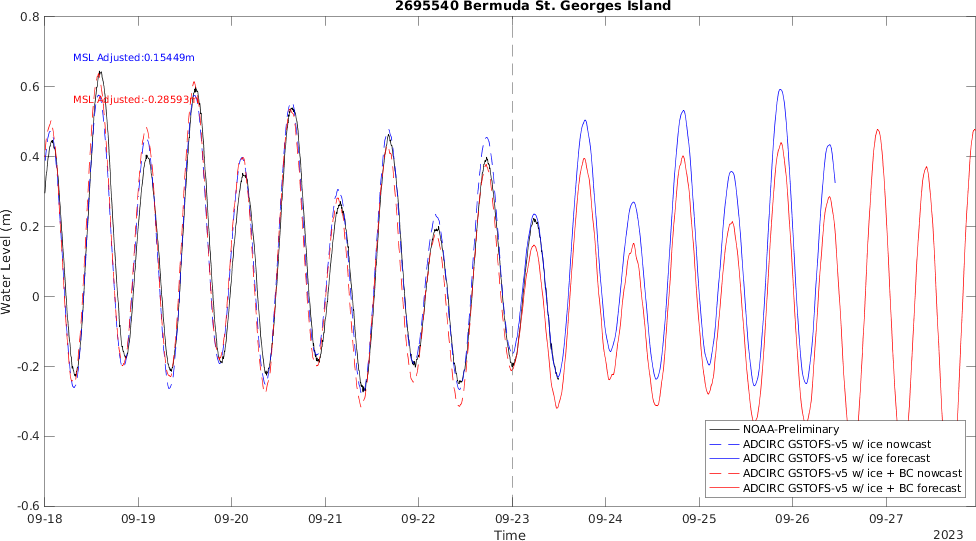 2695540 Bermuda St. Georges Island
MSL Adjusted:0.15449m
MSL Adjusted:-0.28593m
Water Level (m)
0.8
0.6
0.4
0.2
0
-0.2
-0.4
-0.6
NOAA-Preliminary
ADCIRC GSTOFS-v5 w/ ice nowcast
ADCIRC GSTOFS-v5 w/ ice forecast
ADCIRC GSTOFS-v5 w/ ice + BC nowcast
ADCIRC GSTOFS-v5 w/ ice + BC forecast
09-18 09-19 09-20 09-21 09-22 09-23 09-24 09-25 09-26 09-27
Time
2023